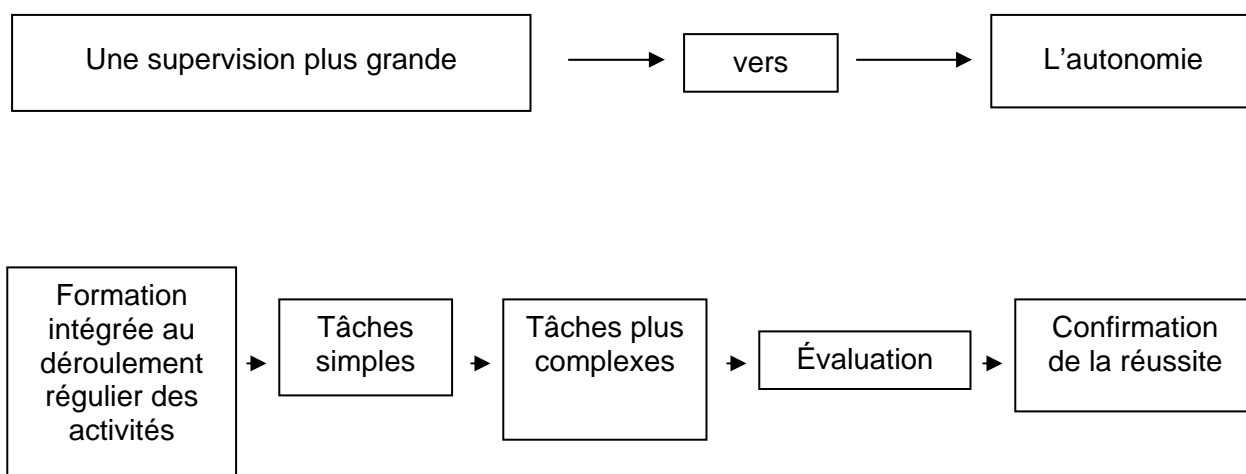 Une supervision plus grande
vers
L'autonomie
Formation
intégrée au
déroulement
régulier des
activités
Tâches
simples
Tâches plus
complexes
Évaluation
Confirmation
de la réussite